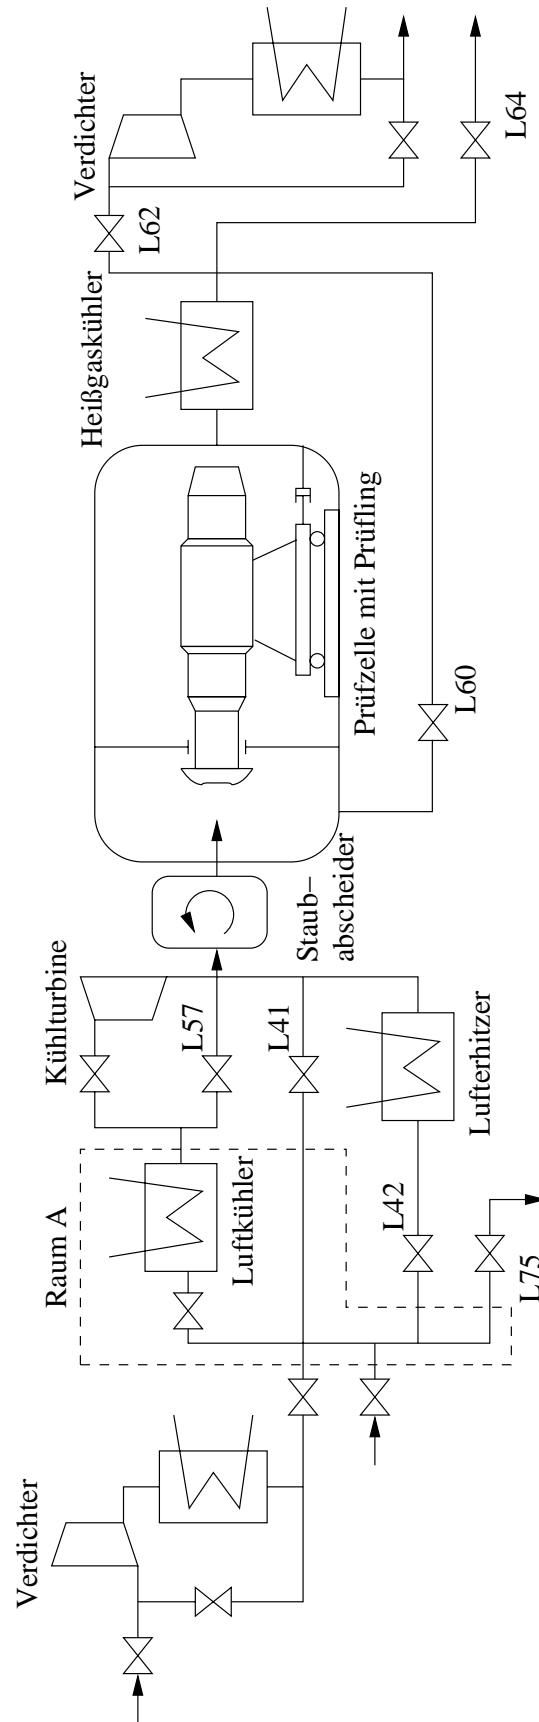 Verdichter
Raum A
Luftkühler
L75
L42
Lufterhitzer
Kühlturbine
L57
L41
Staub–
abscheider
Prüfzelle mit Prüfling
L60
Heißgaskühler
L62
Verdichter
L64